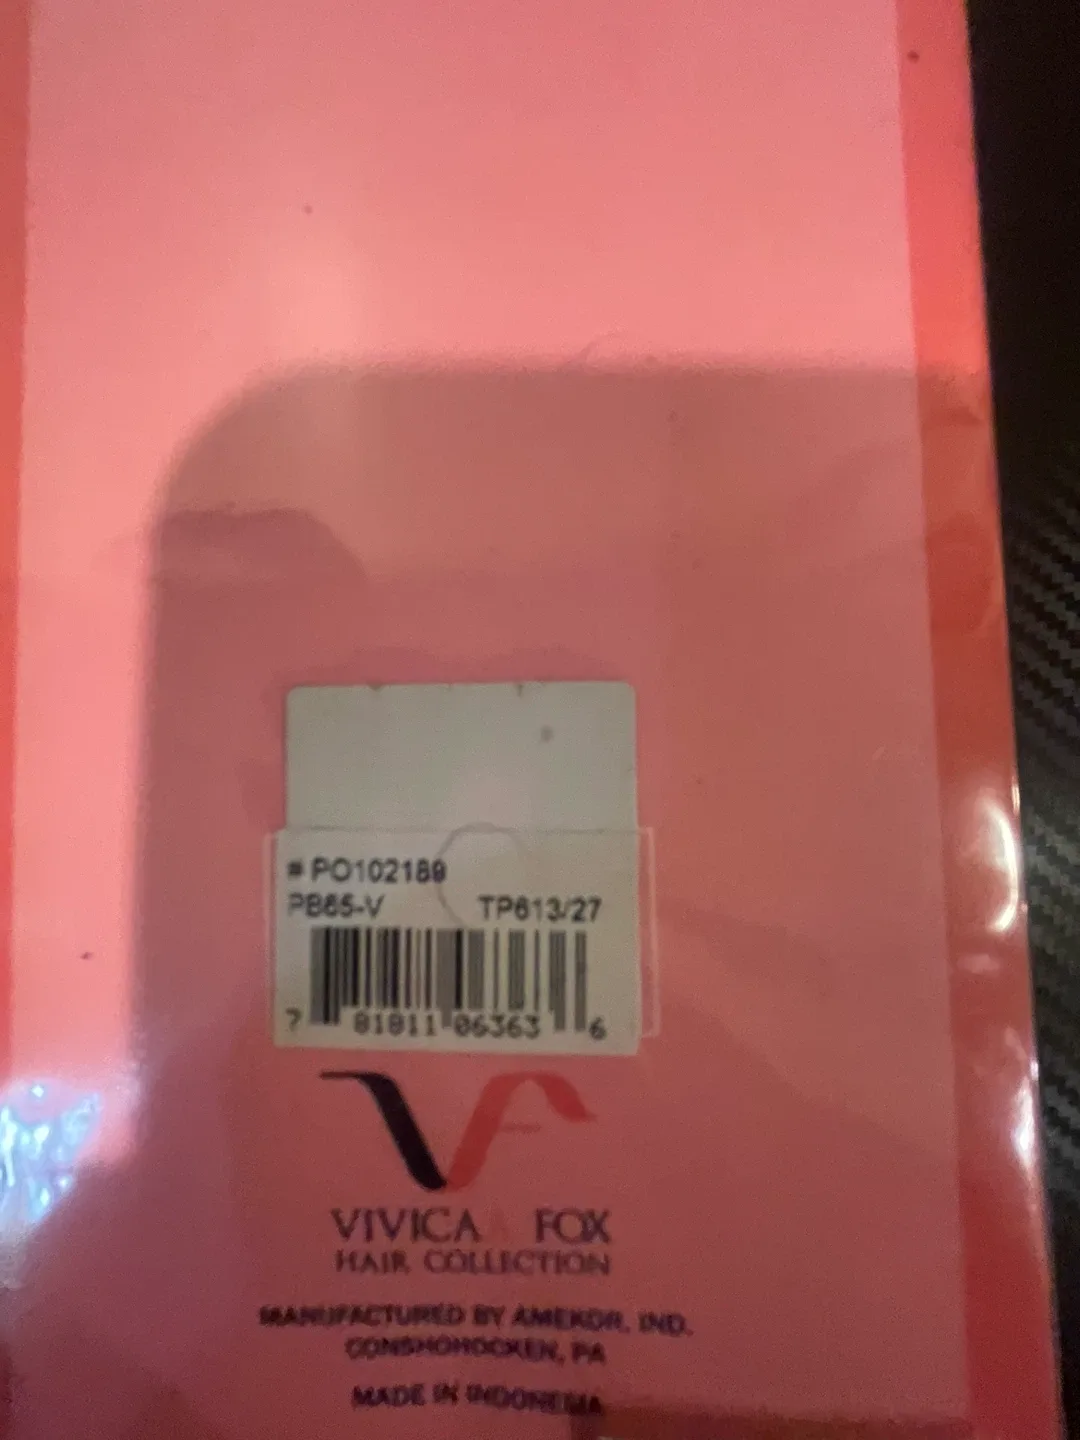 # PO102189
PB65-V TP613/27
7 81811 06363 6
VIVICA A FOX
HAIR COLLECTION
MANUFACTURED BY AMEKOR, IND.
CONSHOHOCKEN, PA
MADE IN INDONESIA